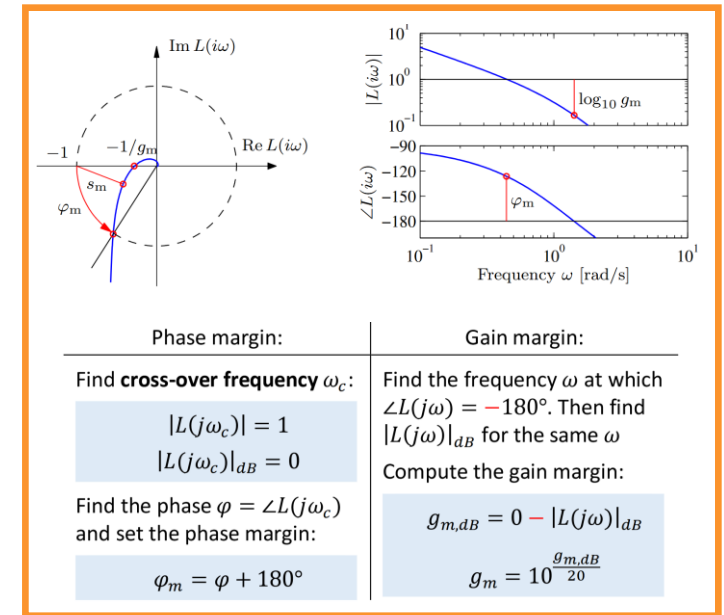 Im L(iω)
Re L(iω)
−1
−1/gₘ
sₘ
φₘ
|L(iω)|
10¹
10⁰
10⁻¹
log₁₀ gₘ
∠L(iω)
−90
−120
−150
−180
φₘ
10⁻¹
10⁰
10¹
Frequency ω [rad/s]
Phase margin:
Find cross-over frequency ω꜀:
|L(jω꜀)| = 1
|L(jω꜀)|dB = 0
Find the phase φ = ∠L(jω꜀)
and set the phase margin:
φₘ = φ + 180°
Gain margin:
Find the frequency ω at which
∠L(jω) = −180°. Then find
|L(jω)|dB for the same ω
Compute the gain margin:
gm,dB = 0 − |L(jω)|dB
gₘ = 10^(gm,dB/20)